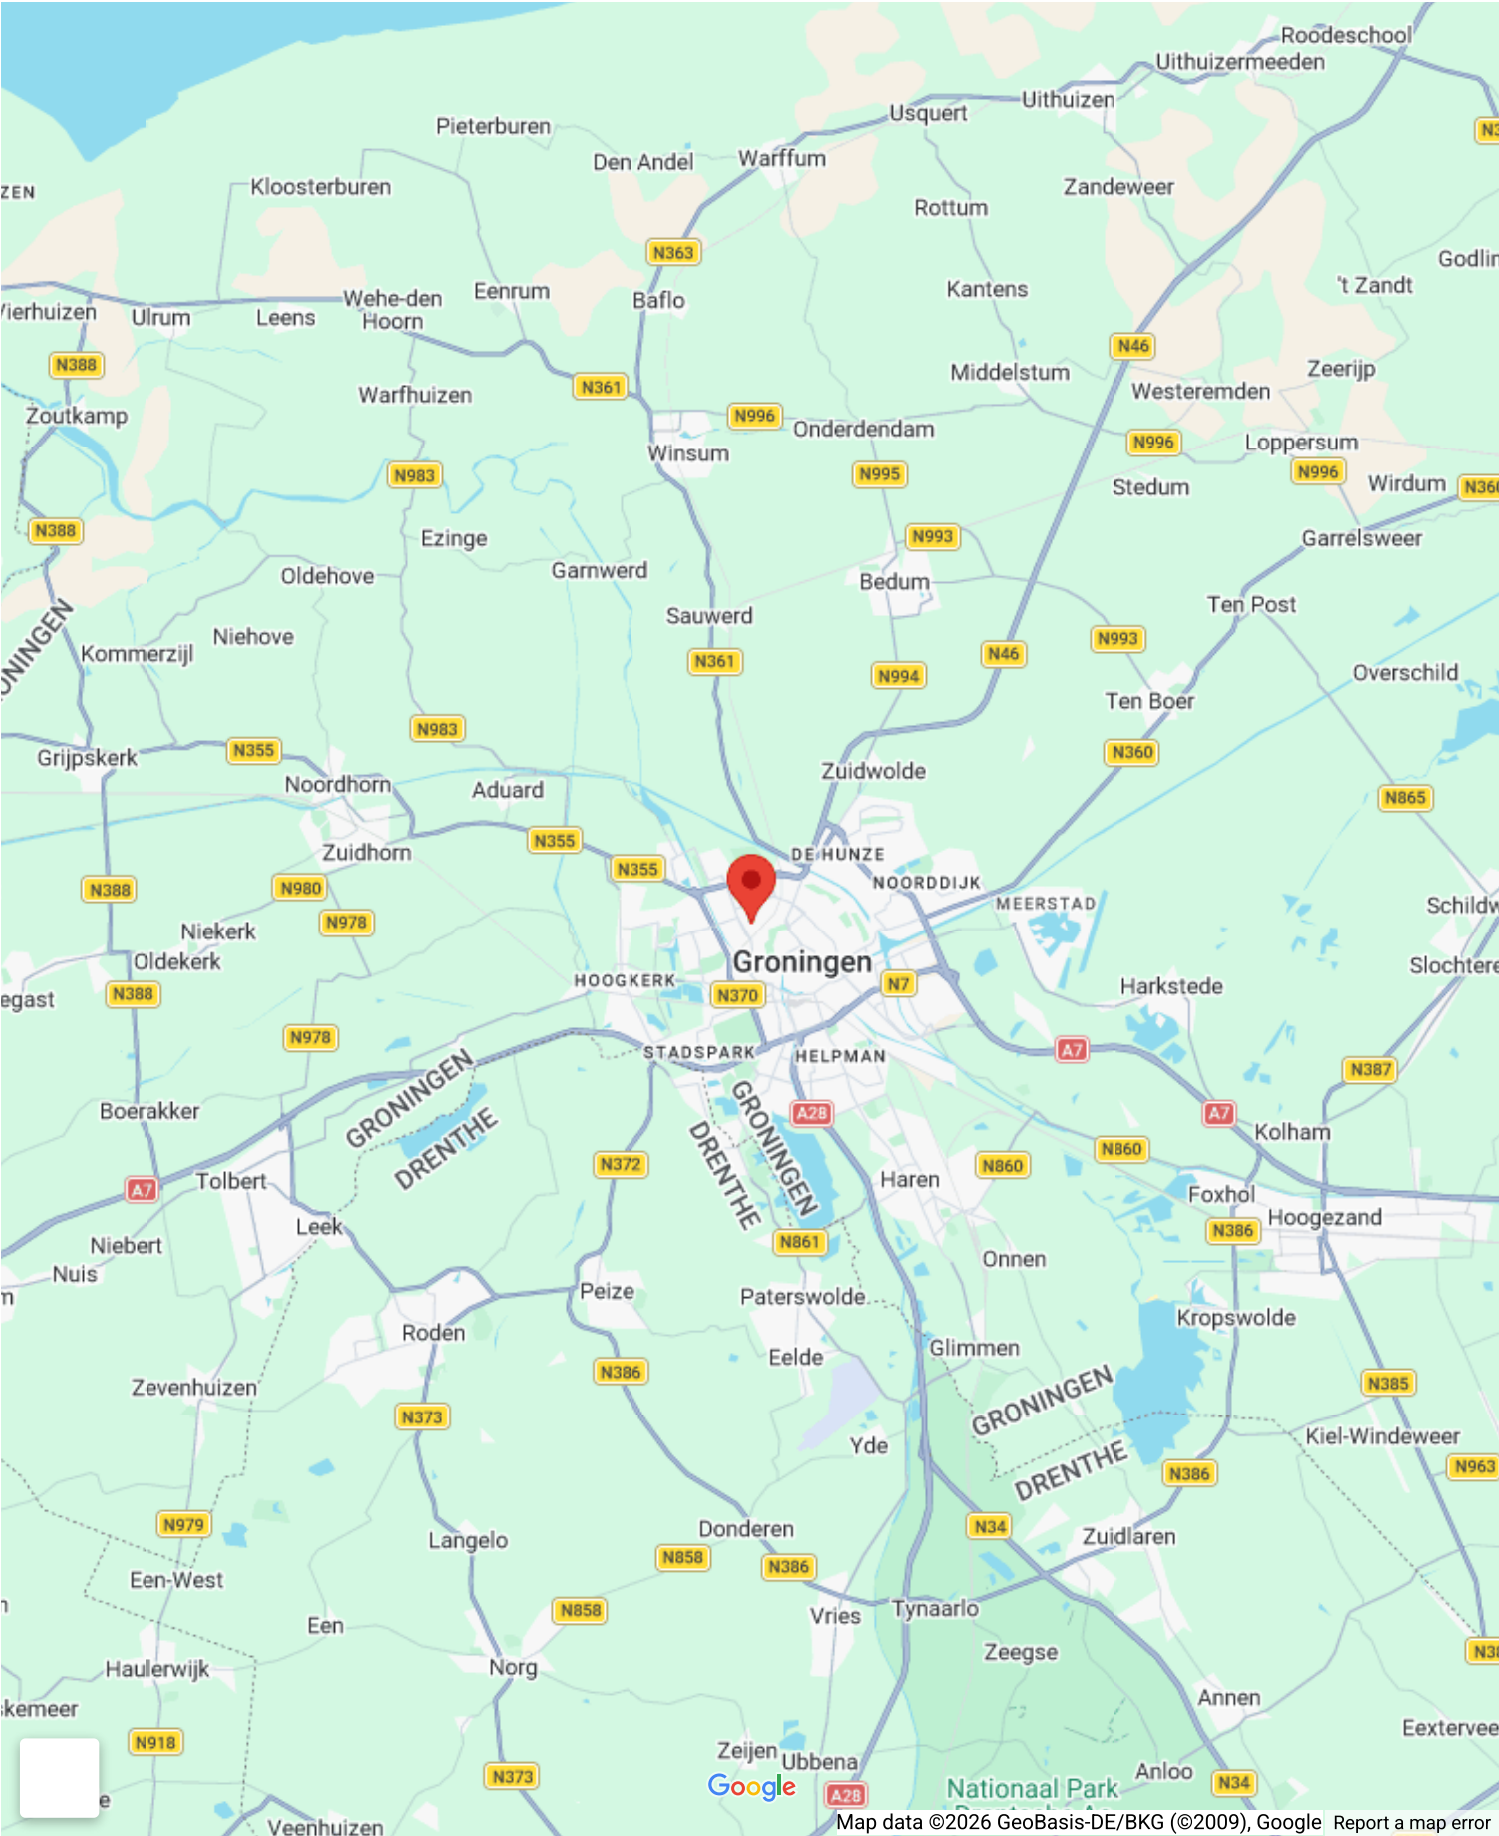 Roodeschool
Uithuizermeeden
Uithuizen
Usquert
Pieterburen
Den Andel
Warffum
ZEN
Kloosterburen
Zandeweer
Rottum
N363
Godlin
't Zandt
Eenrum
Kantens
Wehe-den
Hoorn
Baflo
Vierhuizen
Ulrum
Leens
N46
N388
Zeerijp
Middelstum
N361
Westeremden
Warfhuizen
Zoutkamp
N996
Onderdendam
N996
Loppersum
Winsum
N983
N995
N996
Wirdum
N360
Stedum
N388
Ezinge
N993
Garrelsweer
Garnwerd
Oldehove
Bedum
Ten Post
Sauwerd
Niehove
N993
Kommerzijl
N46
N361
GRONINGEN
N994
Overschild
Ten Boer
N983
N355
N360
Grijpskerk
Zuidwolde
Noordhorn
Aduard
N865
N355
Zuidhorn
DE HUNZE
N355
N388
N980
NOORDDIJK
MEERSTAD
N978
Niekerk
Oldekerk
Groningen
HOOGKERK
N7
Harkstede
N388
N370
egast
N978
STADSPARK
HELPMAN
A7
GRONINGEN
N387
Boerakker
A28
A7
DRENTHE
GRONINGEN
DRENTHE
Kolham
N860
N372
N860
A7
Tolbert
Haren
Foxhol
Leek
Hoogezand
N386
Niebert
N861
Onnen
Nuis
Peize
Paterswolde
Kropswolde
Roden
Eelde
Glimmen
N386
Zevenhuizen
GRONINGEN
N385
N373
Yde
Kiel-Windeweer
DRENTHE
N963
N386
N979
Donderen
N34
Langelo
Zuidlaren
N858
N386
Een-West
N858
Vries
Tynaarlo
Een
Zeegse
Haulerwijk
Norg
Annen
skemeer
N918
Zeijen
Ubbena
Eextervee
Anloo
N373
Google
A28
Nationaal Park
N34
Veenhuizen
Map data ©2026 GeoBasis-DE/BKG (©2009), Google
Report a map error